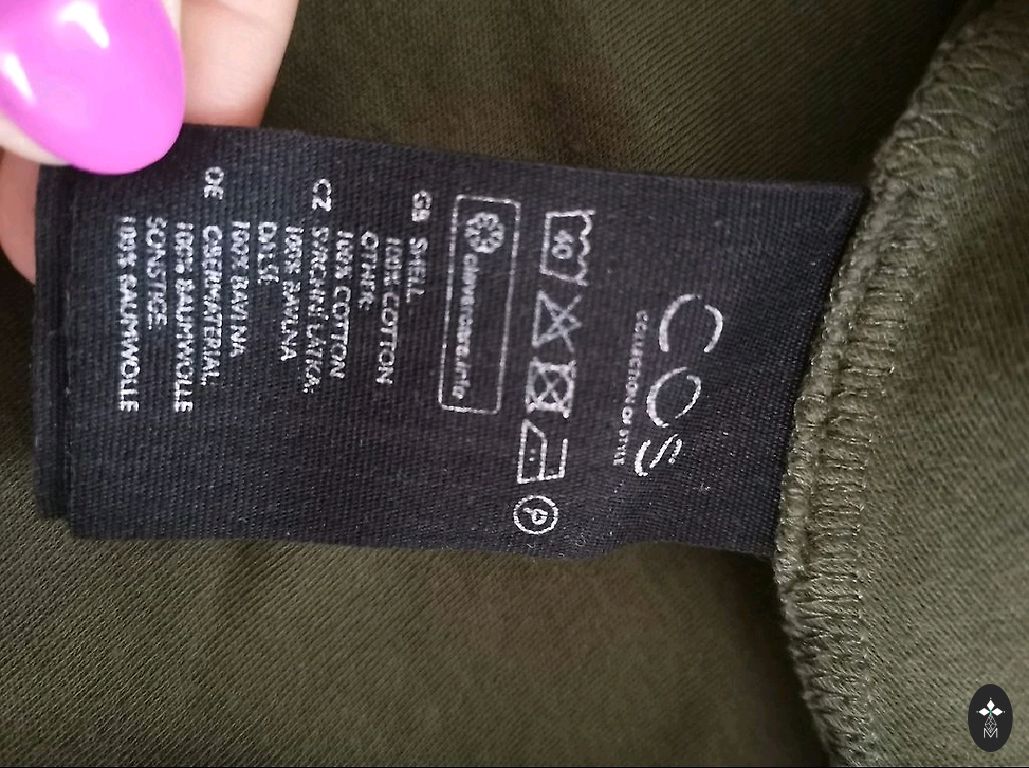 COS
COLLECTION OF STYLE
40
P
clevercare.info
GB SHELL
100% COTTON
OTHER
100% COTTON
CZ SVRCHNÍ LÁTKA:
100% BAVLNA
DALŠÍ:
100% BAVLNA
DE OBERMATERIAL:
100% BAUMWOLLE
SONSTIGE:
100% BAUMWOLLE
M